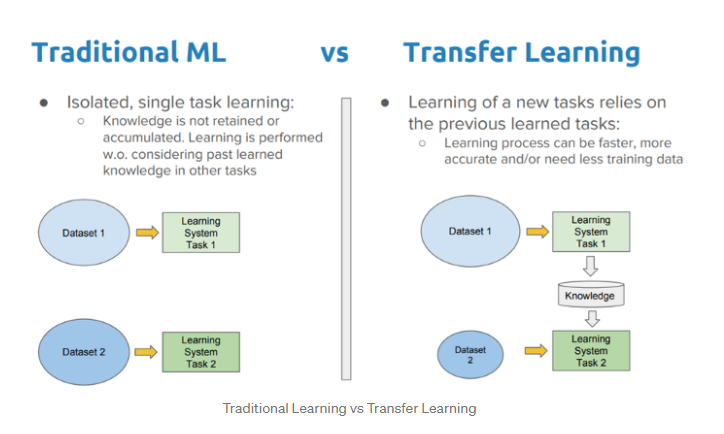 Traditional ML vs Transfer Learning
● Isolated, single task learning:
○ Knowledge is not retained or
accumulated. Learning is performed
w.o. considering past learned
knowledge in other tasks
Dataset 1
Learning
System
Task 1
Dataset 2
Learning
System
Task 2
● Learning of a new tasks relies on
the previous learned tasks:
○ Learning process can be faster, more
accurate and/or need less training data
Dataset 1
Learning
System
Task 1
Knowledge
Dataset
2
Learning
System
Task 2
Traditional Learning vs Transfer Learning